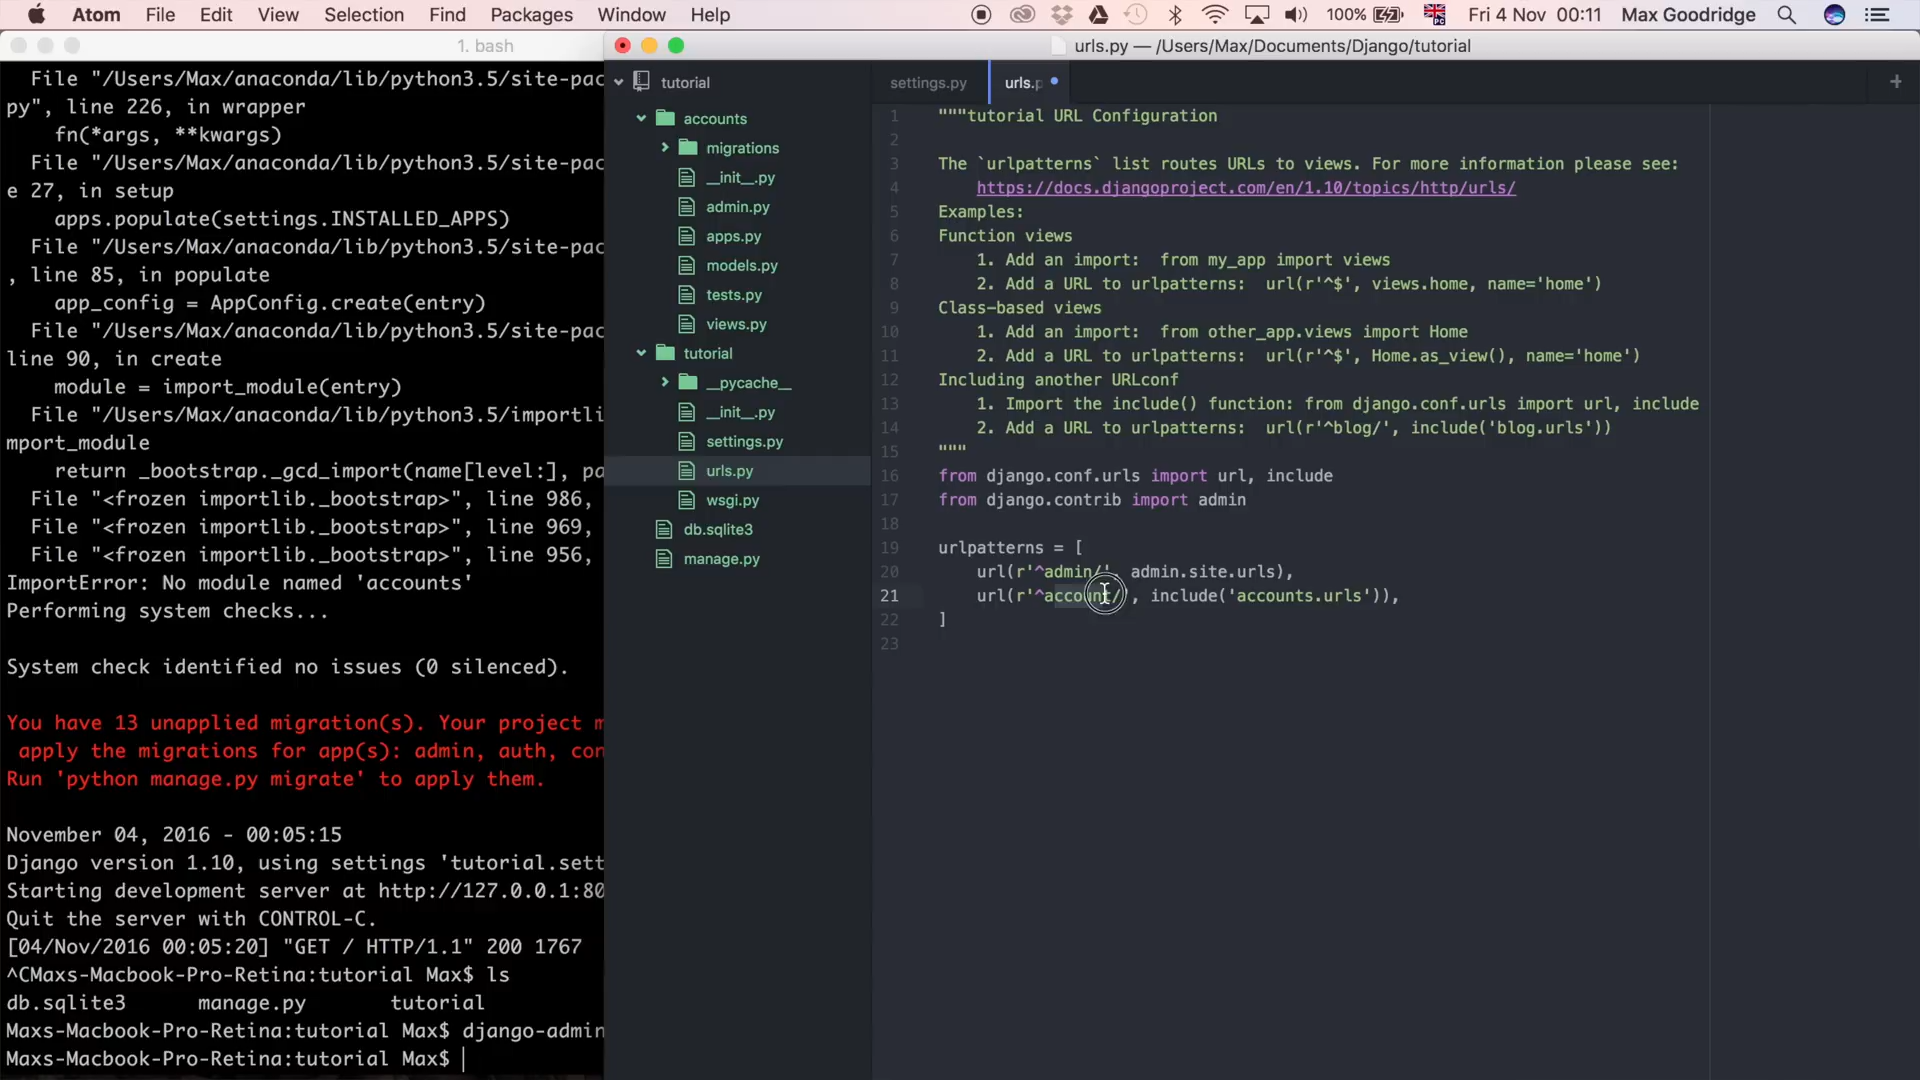 Atom File Edit View Selection Find Packages Window Help 100% Fri 4 Nov 00:11 Max Goodridge
1. bash
File "/Users/Max/anaconda/lib/python3.5/site-pac
py", line 226, in wrapper
fn(*args, **kwargs)
File "/Users/Max/anaconda/lib/python3.5/site-pac
e 27, in setup
apps.populate(settings.INSTALLED_APPS)
File "/Users/Max/anaconda/lib/python3.5/site-pac
, line 85, in populate
app_config = AppConfig.create(entry)
File "/Users/Max/anaconda/lib/python3.5/site-pac
line 90, in create
module = import_module(entry)
File "/Users/Max/anaconda/lib/python3.5/importli
mport_module
return _bootstrap._gcd_import(name[level:], pa
File "<frozen importlib._bootstrap>", line 986,
File "<frozen importlib._bootstrap>", line 969,
File "<frozen importlib._bootstrap>", line 956,
ImportError: No module named 'accounts'
Performing system checks...
System check identified no issues (0 silenced).
You have 13 unapplied migration(s). Your project m
apply the migrations for app(s): admin, auth, con
Run 'python manage.py migrate' to apply them.
November 04, 2016 - 00:05:15
Django version 1.10, using settings 'tutorial.sett
Starting development server at http://127.0.0.1:80
Quit the server with CONTROL-C.
[04/Nov/2016 00:05:20] "GET / HTTP/1.1" 200 1767
^CMaxs-Macbook-Pro-Retina:tutorial Max$ ls
db.sqlite3 manage.py tutorial
Maxs-Macbook-Pro-Retina:tutorial Max$ django-admin
Maxs-Macbook-Pro-Retina:tutorial Max$
urls.py — /Users/Max/Documents/Django/tutorial
tutorial
accounts
migrations
__init__.py
admin.py
apps.py
models.py
tests.py
views.py
tutorial
__pycache__
__init__.py
settings.py
urls.py
wsgi.py
db.sqlite3
manage.py
settings.py urls.p
1 """tutorial URL Configuration
2
3 The `urlpatterns` list routes URLs to views. For more information please see:
4 https://docs.djangoproject.com/en/1.10/topics/http/urls/
5 Examples:
6 Function views
7 1. Add an import: from my_app import views
8 2. Add a URL to urlpatterns: url(r'^$', views.home, name='home')
9 Class-based views
10 1. Add an import: from other_app.views import Home
11 2. Add a URL to urlpatterns: url(r'^$', Home.as_view(), name='home')
12 Including another URLconf
13 1. Import the include() function: from django.conf.urls import url, include
14 2. Add a URL to urlpatterns: url(r'^blog/', include('blog.urls'))
15 """
16 from django.conf.urls import url, include
17 from django.contrib import admin
18
19 urlpatterns = [
20 url(r'^admin/', admin.site.urls),
21 url(r'^account/', include('accounts.urls')),
22 ]
23